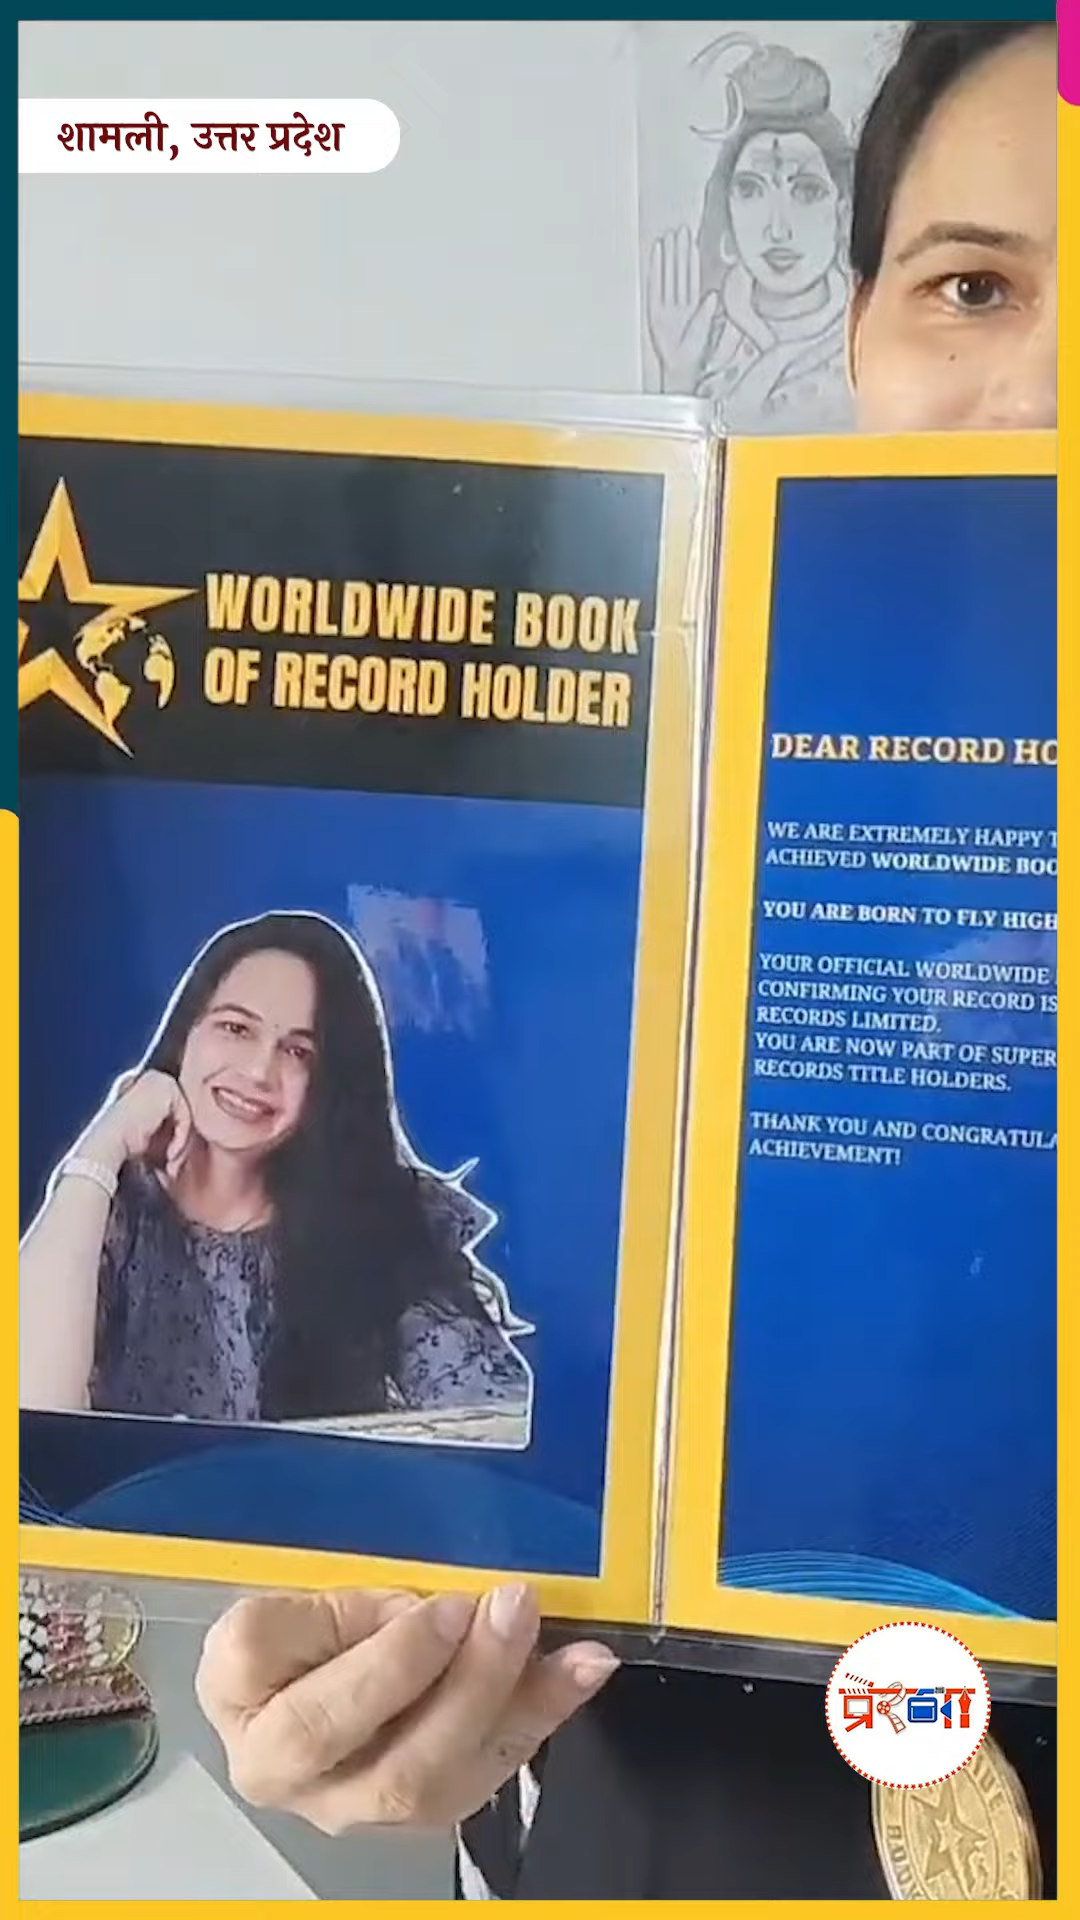 शामली, उत्तर प्रदेश
WORLDWIDE BOOK
OF RECORD HOLDER
DEAR RECORD HO
WE ARE EXTREMELY HAPPY T
ACHIEVED WORLDWIDE BOO
YOU ARE BORN TO FLY HIGH
YOUR OFFICIAL WORLDWIDE
CONFIRMING YOUR RECORD IS
RECORDS LIMITED.
YOU ARE NOW PART OF SUPER
RECORDS TITLE HOLDERS.
THANK YOU AND CONGRATULA
ACHIEVEMENT!